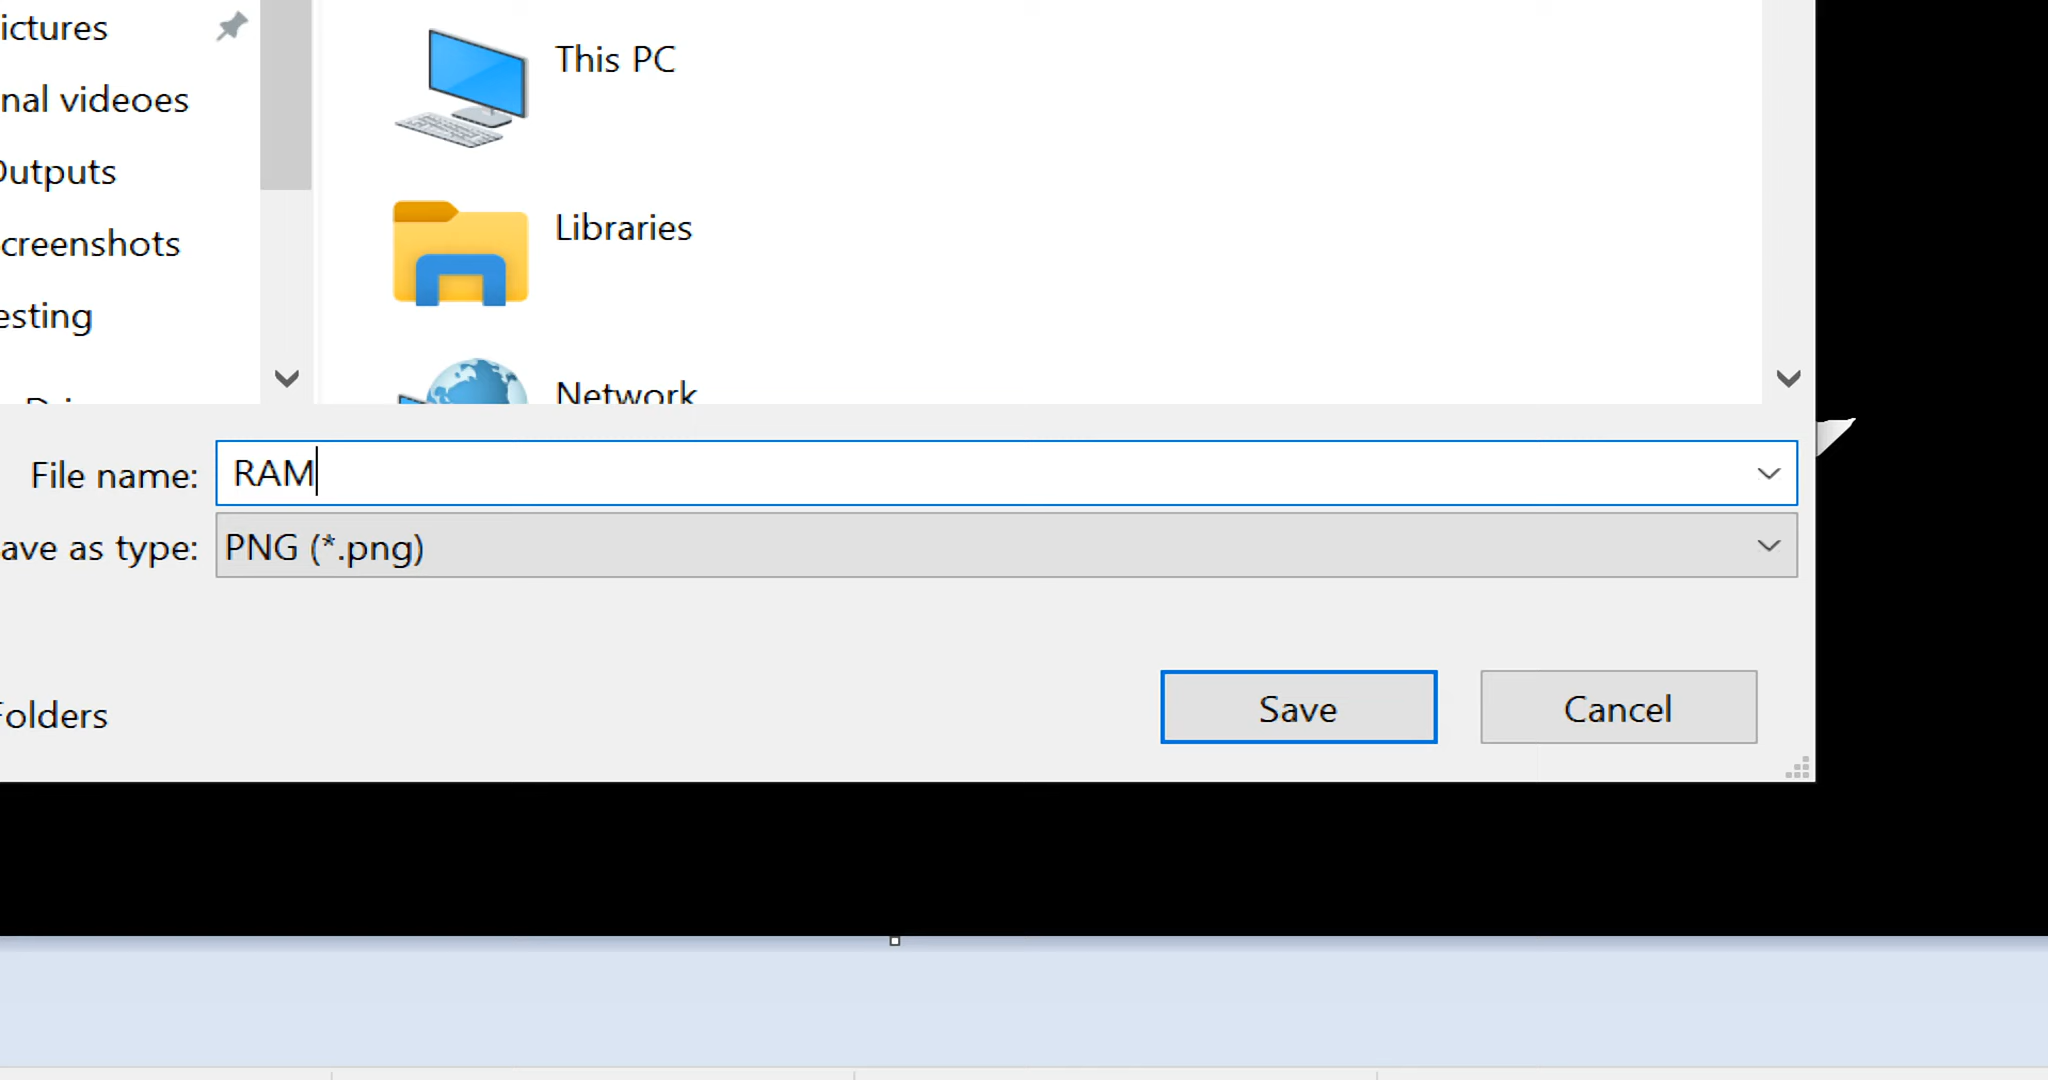 ictures
nal videoes
Outputs
creenshots
esting
This PC
Libraries
Network
File name: RAM
ave as type: PNG (*.png)
Folders
Save
Cancel